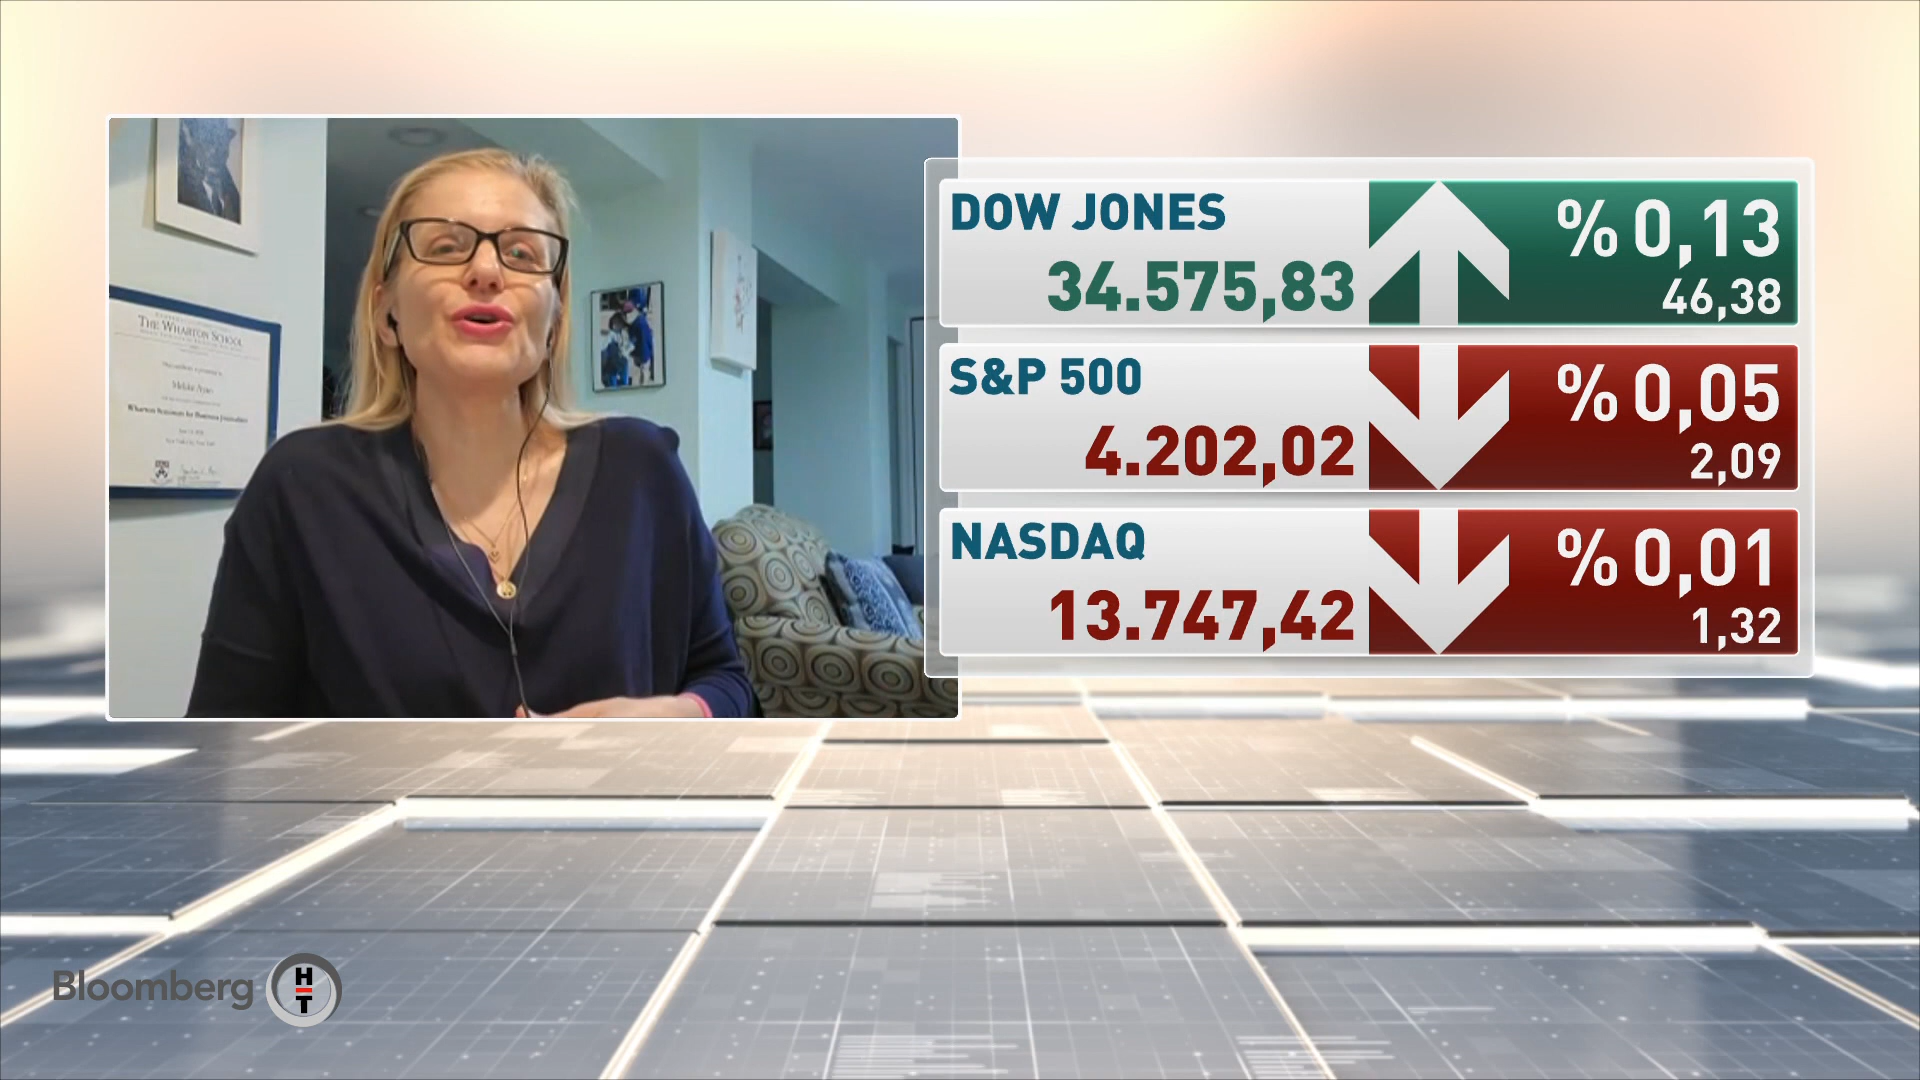 THE WHARTON SCHOOL
DOW JONES
34.575,83
% 0,13
46,38
S&P 500
4.202,02
% 0,05
2,09
NASDAQ
13.747,42
% 0,01
1,32
Bloomberg HT